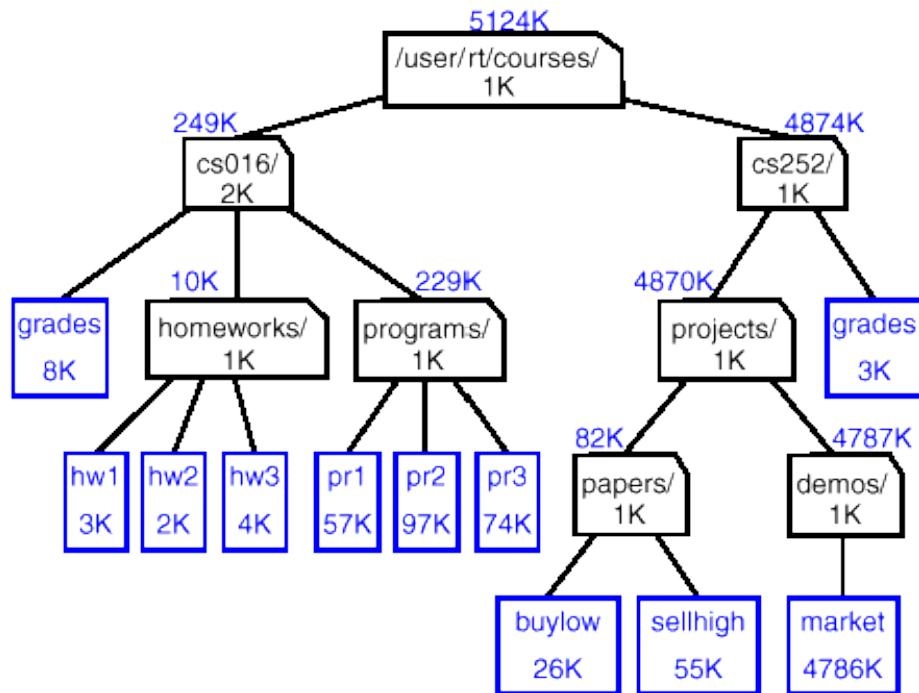 5124K
/user/rt/courses/
1K
249K
4874K
cs016/
2K
cs252/
1K
10K
229K
4870K
grades
8K
homeworks/
1K
programs/
1K
projects/
1K
grades
3K
82K
4787K
hw1
3K
hw2
2K
hw3
4K
pr1
57K
pr2
97K
pr3
74K
papers/
1K
demos/
1K
buylow
26K
sellhigh
55K
market
4786K